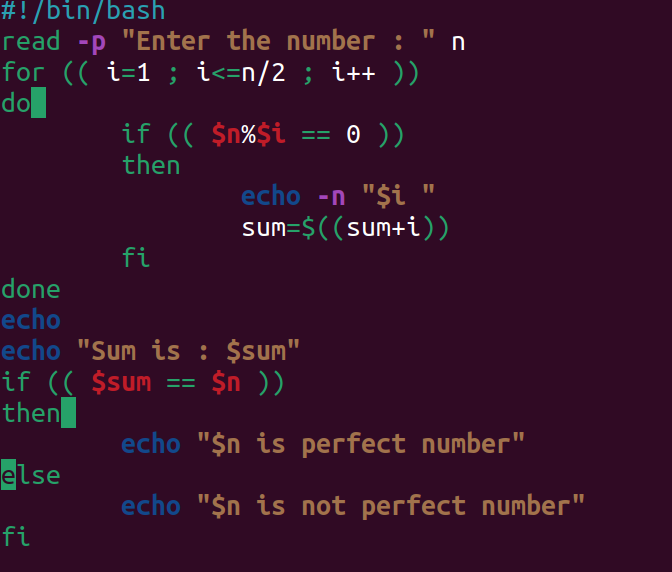 #!/bin/bash
read -p "Enter the number : " n
for (( i=1 ; i<=n/2 ; i++ ))
do
        if (( $n%$i == 0 ))
        then
                echo -n "$i "
                sum=$((sum+i))
        fi
done
echo
echo "Sum is : $sum"
if (( $sum == $n ))
then
        echo "$n is perfect number"
else
        echo "$n is not perfect number"
fi